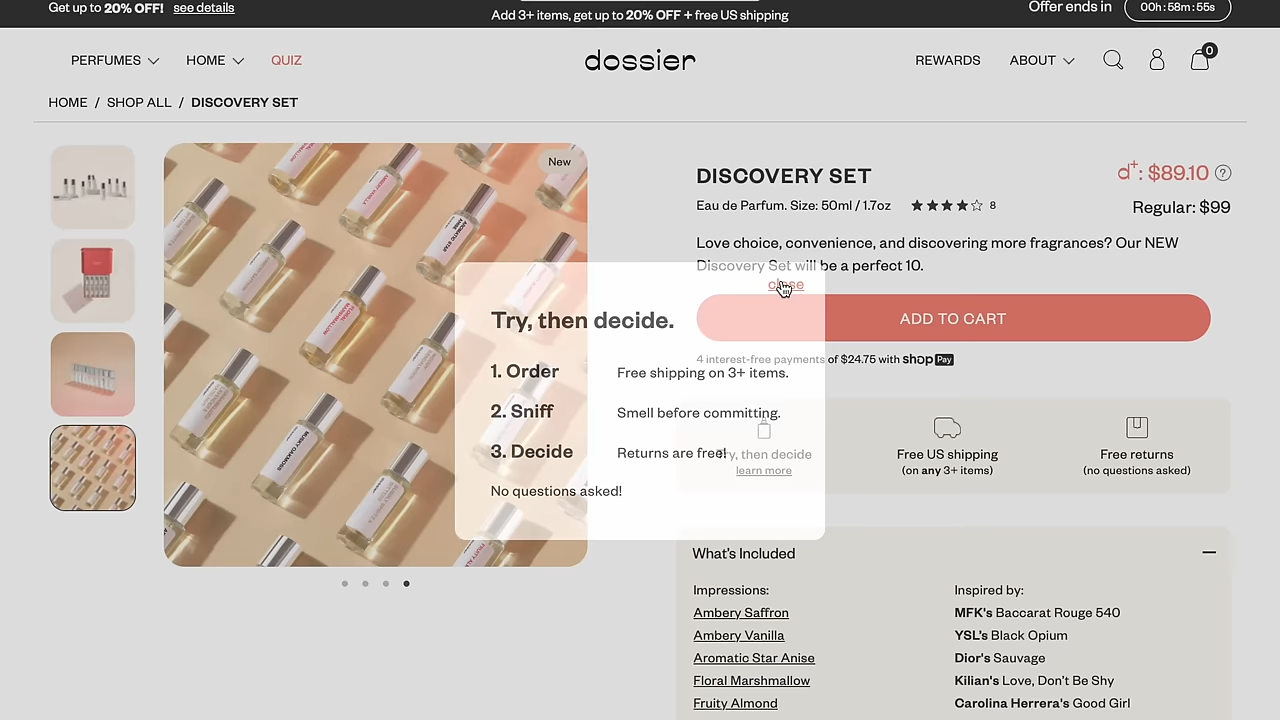 Get up to 20% OFF! see details
Add 3+ items, get up to 20% OFF + free US shipping
Offer ends in 00h : 58m : 55s
PERFUMES HOME QUIZ
dossier
REWARDS ABOUT 0
HOME / SHOP ALL / DISCOVERY SET
New
DISCOVERY SET
d+: $89.10 ?
Eau de Parfum. Size: 50ml / 1.7oz 8
Regular: $99
Love choice, convenience, and discovering more fragrances? Our NEW
Discovery Set will be a perfect 10.
close
ADD TO CART
4 interest-free payments of $24.75 with shop Pay
Try, then decide.
1. Order Free shipping on 3+ items.
2. Sniff Smell before committing.
3. Decide Returns are free!
No questions asked!
Try, then decide
learn more
Free US shipping
(on any 3+ items)
Free returns
(no questions asked)
AROMATIC STAR ANISE
FLORAL MARSHMALLOW
MUSKY OAKMOSS
What's Included
Impressions: Inspired by:
Ambery Saffron MFK's Baccarat Rouge 540
Ambery Vanilla YSL's Black Opium
Aromatic Star Anise Dior's Sauvage
Floral Marshmallow Kilian's Love, Don't Be Shy
Fruity Almond Carolina Herrera's Good Girl